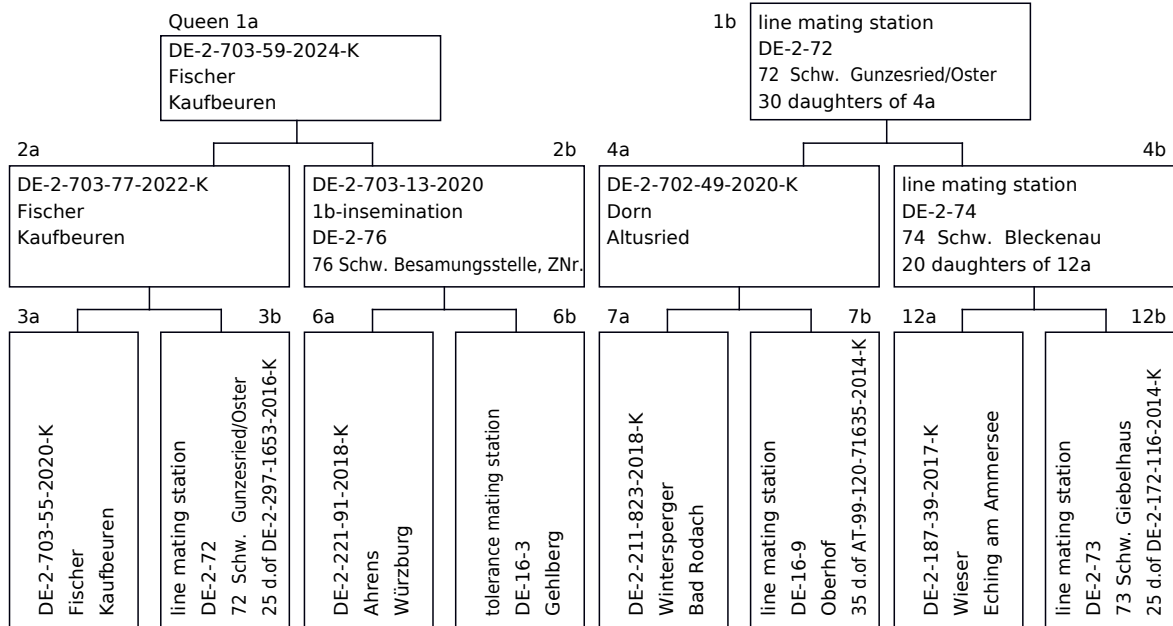 Queen 1a
DE-2-703-59-2024-K
Fischer
Kaufbeuren
1b
line mating station
DE-2-72
72 Schw. Gunzesried/Oster
30 daughters of 4a
2a
DE-2-703-77-2022-K
Fischer
Kaufbeuren
2b
DE-2-703-13-2020
1b-insemination
DE-2-76
76 Schw. Besamungsstelle, ZNr.
4a
DE-2-702-49-2020-K
Dorn
Altusried
4b
line mating station
DE-2-74
74 Schw. Bleckenau
20 daughters of 12a
3a
DE-2-703-55-2020-K
Fischer
Kaufbeuren
3b
line mating station
DE-2-72
72 Schw. Gunzesried/Oster
25 d.of DE-2-297-1653-2016-K
6a
DE-2-221-91-2018-K
Ahrens
Würzburg
6b
tolerance mating station
DE-16-3
Gehlberg
7a
DE-2-211-823-2018-K
Wintersperger
Bad Rodach
7b
line mating station
DE-16-9
Oberhof
35 d.of AT-99-120-71635-2014-K
12a
DE-2-187-39-2017-K
Wieser
Eching am Ammersee
12b
line mating station
DE-2-73
73 Schw. Giebelhaus
25 d.of DE-2-172-116-2014-K